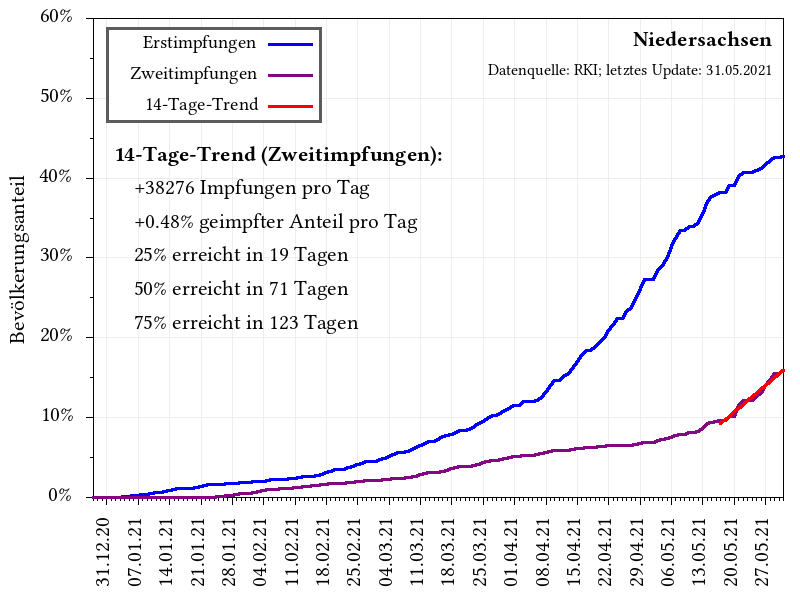 60%
50%
40%
30%
20%
10%
0%
Bevölkerungsanteil
Erstimpfungen
Zweitimpfungen
14-Tage-Trend
Niedersachsen
Datenquelle: RKI; letztes Update: 31.05.2021
14-Tage-Trend (Zweitimpfungen):
+38276 Impfungen pro Tag
+0.48% geimpfter Anteil pro Tag
25% erreicht in 19 Tagen
50% erreicht in 71 Tagen
75% erreicht in 123 Tagen
31.12.20
07.01.21
14.01.21
21.01.21
28.01.21
04.02.21
11.02.21
18.02.21
25.02.21
04.03.21
11.03.21
18.03.21
25.03.21
01.04.21
08.04.21
15.04.21
22.04.21
29.04.21
06.05.21
13.05.21
20.05.21
27.05.21